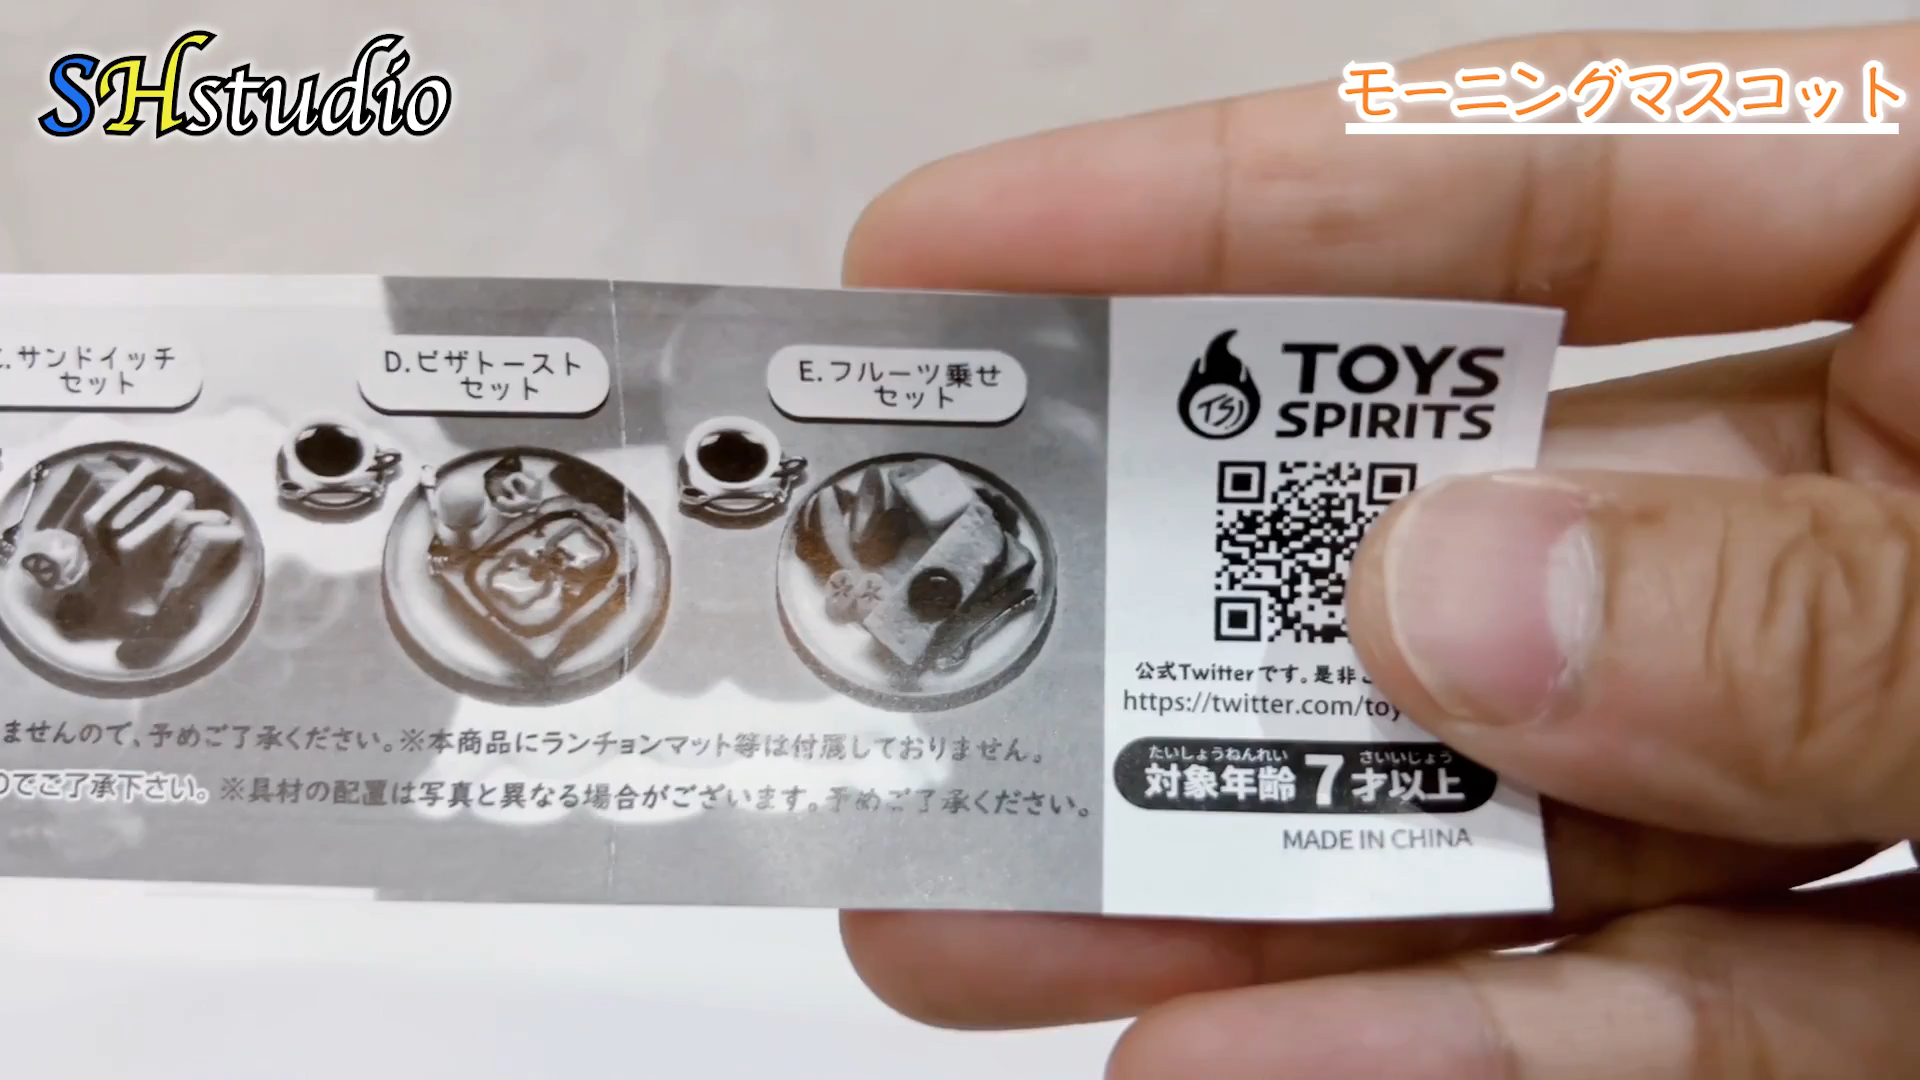 SHstudio
モーニングマスコット
C.サンドイッチ
セット
D.ピザトースト
セット
E.フルーツ乗せ
セット
TOYS
SPIRITS
TSJ
公式Twitterです。是非
https://twitter.com/toy
ませんので、予めご了承ください。※本商品にランチョンマット等は付属しておりません。
のでご了承下さい。※具材の配置は写真と異なる場合がございます。予めご了承ください。
たいしょうねんれい さいいじょう
対象年齢7才以上
MADE IN CHINA